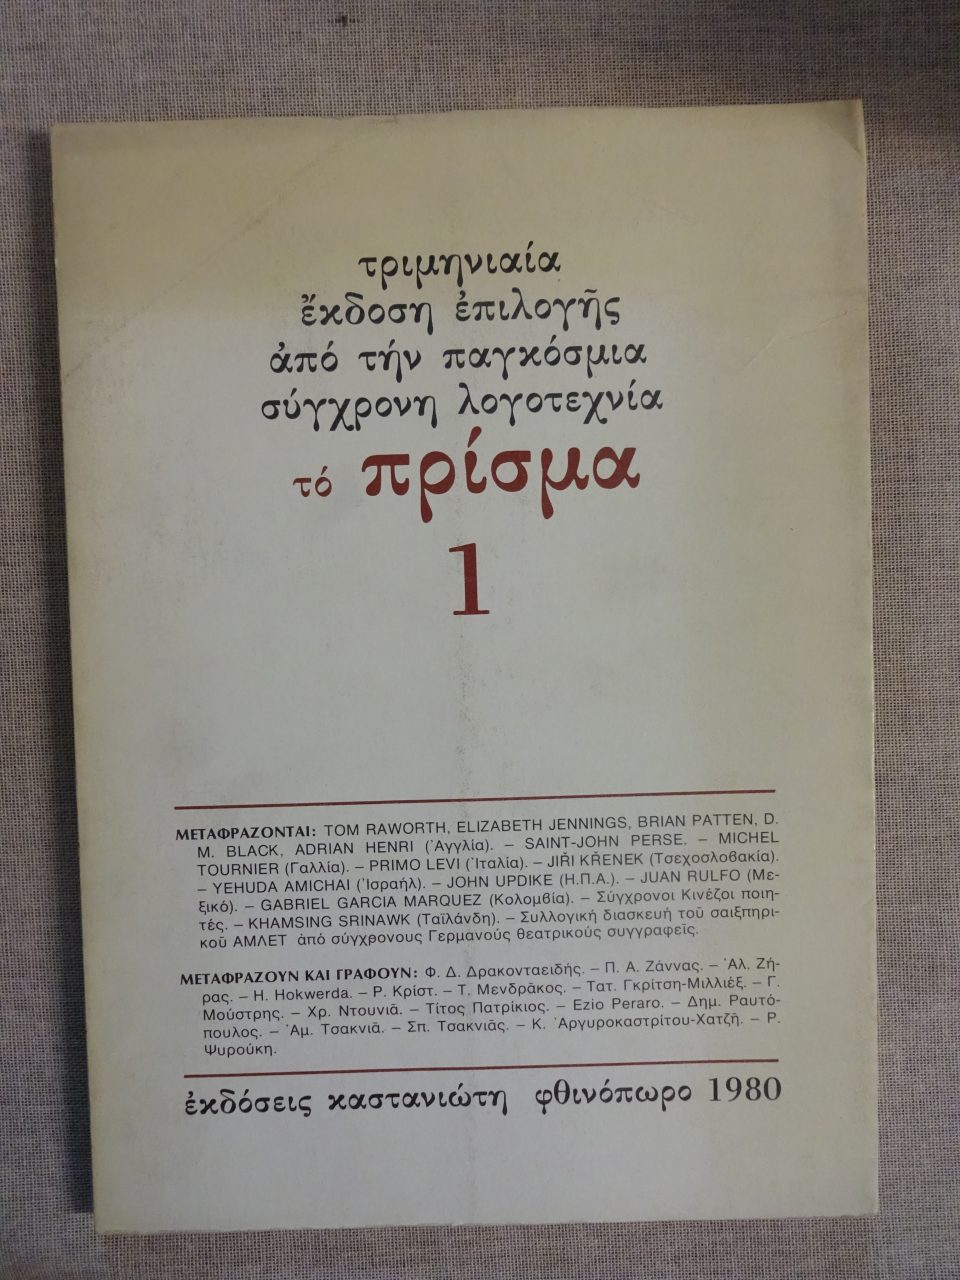 τριμηνιαία
ἔκδοση ἐπιλογῆς
ἀπό τήν παγκόσμια
σύγχρονη λογοτεχνία
τό πρίσμα
1
ΜΕΤΑΦΡΑΖΟΝΤΑΙ: TOM RAWORTH, ELIZABETH JENNINGS, BRIAN PATTEN, D.
M. BLACK, ADRIAN HENRI (Ἀγγλία). – SAINT-JOHN PERSE. – MICHEL
TOURNIER (Γαλλία). – PRIMO LEVI (Ἰταλία). – JIŘI KŘENEK (Τσεχοσλοβακία).
– YEHUDA AMICHAI (Ἰσραήλ). – JOHN UPDIKE (Η.Π.Α.). – JUAN RULFO (Με-
ξικό). – GABRIEL GARCIA MARQUEZ (Κολομβία). – Σύγχρονοι Κινέζοι ποιη-
τές. – KHAMSING SRINAWK (Ταϊλάνδη). – Συλλογική διασκευή τοῦ σαιξπηρι-
κοῦ ΑΜΛΕΤ ἀπό σύγχρονους Γερμανούς θεατρικούς συγγραφεῖς.
ΜΕΤΑΦΡΑΖΟΥΝ ΚΑΙ ΓΡΑΦΟΥΝ: Φ. Δ. Δρακονταειδής. – Π. Α. Ζάννας. – Ἀλ. Ζή-
ρας. – H. Hokwerda. – Ρ. Κρίστ. – Τ. Μενδράκος. – Τατ. Γκρίτση-Μιλλιέξ. – Γ.
Μούστρης. – Χρ. Ντουνιᾶ. – Τίτος Πατρίκιος. – Ezio Peraro. – Δημ. Ραυτό-
πουλος. – Ἀμ. Τσακνιᾶ. – Σπ. Τσακνιᾶς. – Κ. Ἀργυροκαστρίτου-Χατζῆ. – Ρ.
Ψυρούκη.
ἐκδόσεις καστανιώτη φθινόπωρο 1980